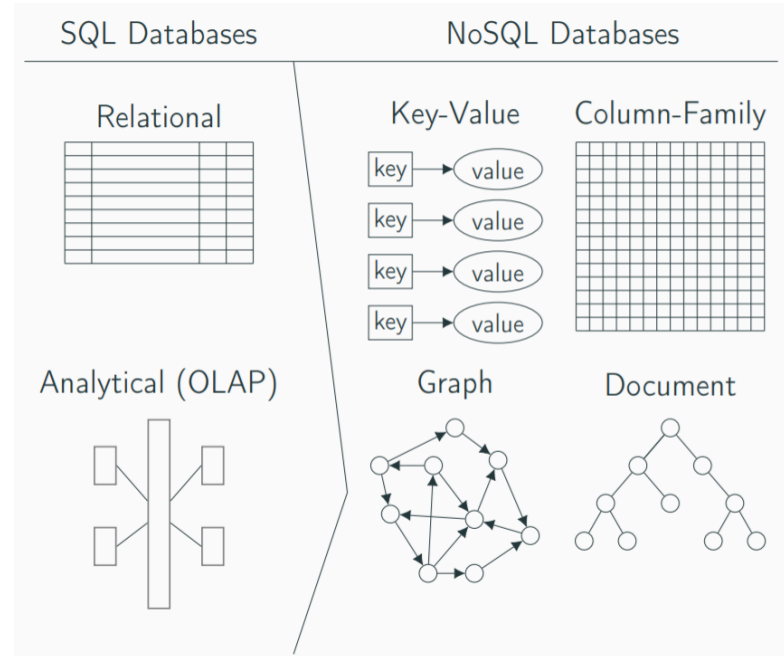 SQL Databases
NoSQL Databases
Relational
Key-Value
Column-Family
key
value
key
value
key
value
key
value
Analytical (OLAP)
Graph
Document